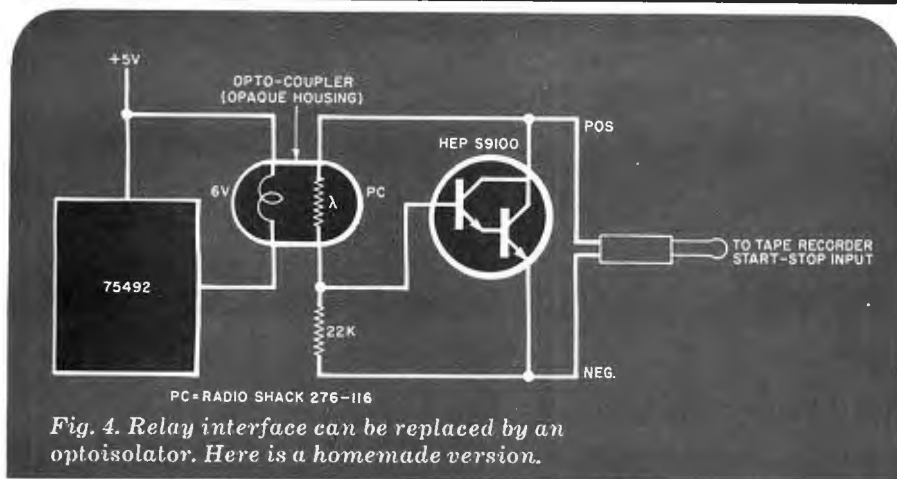 +5V
OPTO-COUPLER
(OPAQUE HOUSING)
HEP S9100
POS
6V
λ
PC
TO TAPE RECORDER
START-STOP INPUT
75492
22K
NEG.
PC=RADIO SHACK 276-116
Fig. 4. Relay interface can be replaced by an
optoisolator. Here is a homemade version.